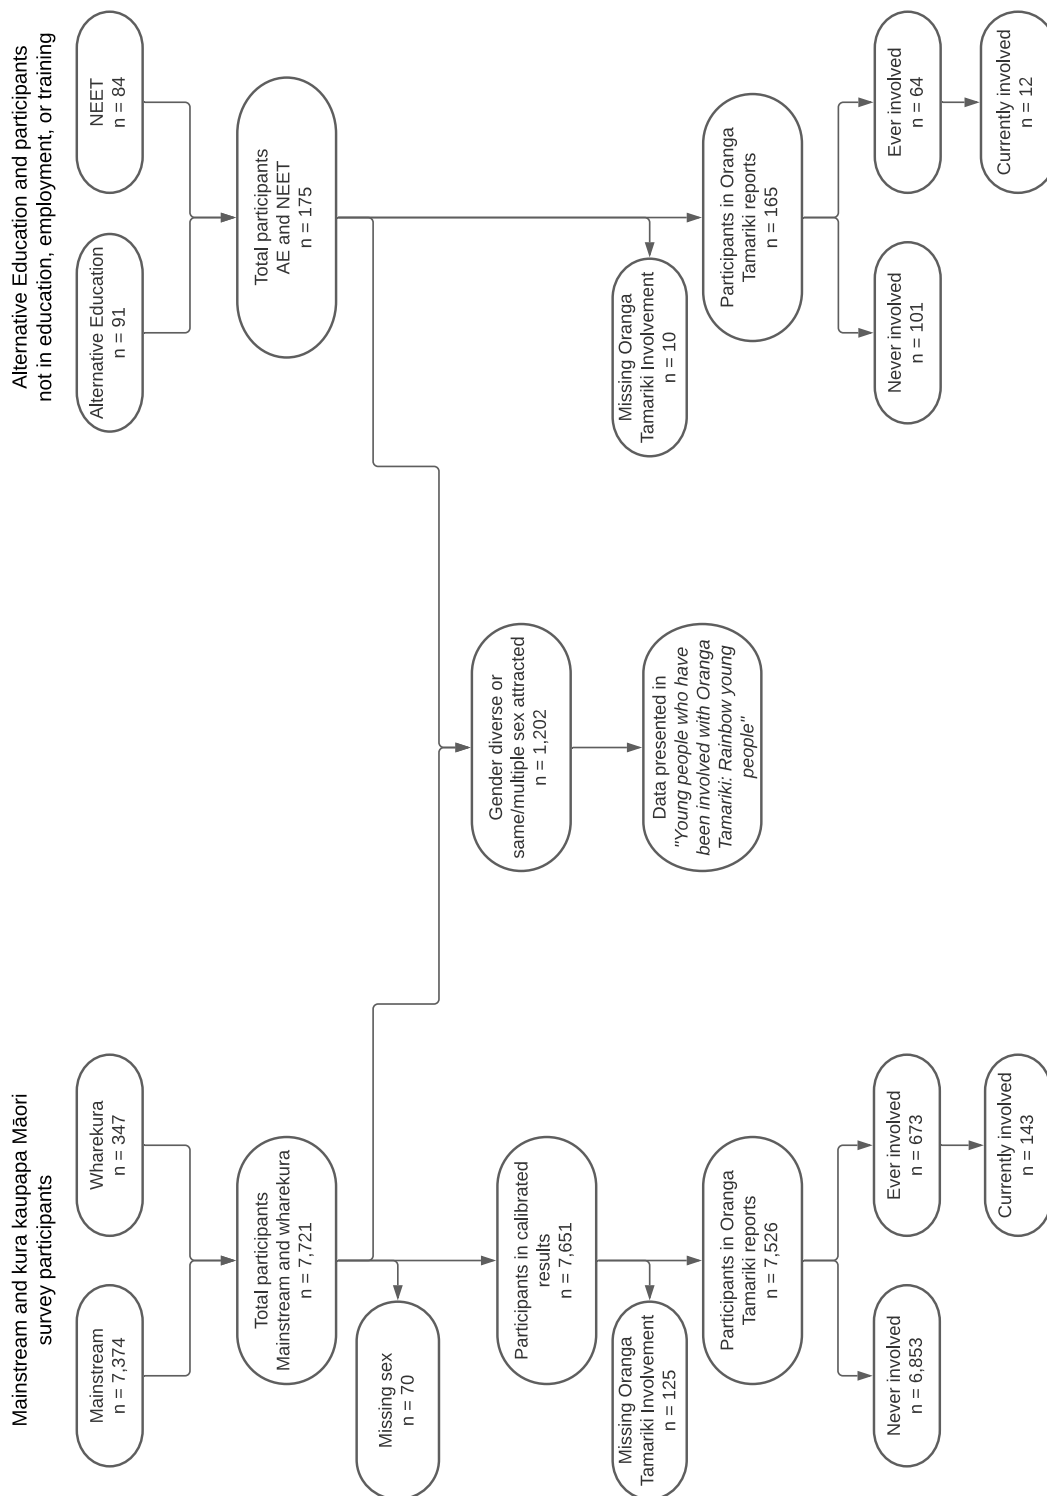 Mainstream and kura kaupapa Māori
survey participants
Mainstream
n = 7,374
Wharekura
n = 347
Total participants
Mainstream and wharekura
n = 7,721
Missing sex
n = 70
Participants in calibrated
results
n = 7,651
Missing Oranga
Tamariki Involvement
n = 125
Participants in Oranga
Tamariki reports
n = 7,526
Never involved
n = 6,853
Ever involved
n = 673
Currently involved
n = 143
Gender diverse or
same/multiple sex attracted
n = 1,202
Data presented in
"Young people who have
been involved with Oranga
Tamariki: Rainbow young
people"
Alternative Education and participants
not in education, employment, or training
Alternative Education
n = 91
NEET
n = 84
Total participants
AE and NEET
n = 175
Missing Oranga
Tamariki Involvement
n = 10
Participants in Oranga
Tamariki reports
n = 165
Never involved
n = 101
Ever involved
n = 64
Currently involved
n = 12